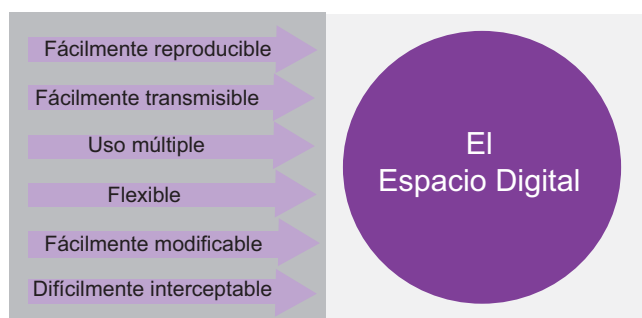 Fácilmente reproducible
Fácilmente transmisible
Uso múltiple
Flexible
Fácilmente modificable
Difícilmente interceptable
El
Espacio Digital